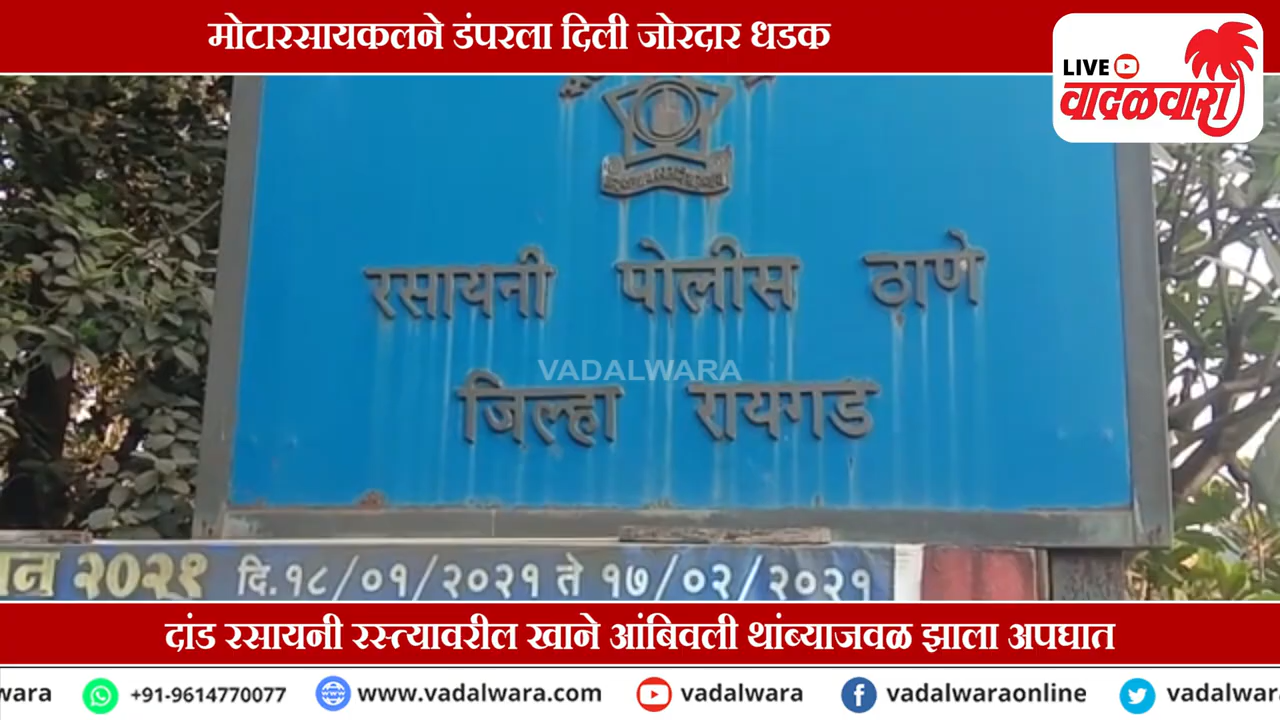 मोटारसायकलने डंपरला दिली जोरदार धडक
LIVE
वादळवारा
रसायनी पोलीस ठाणे
VADALWARA
जिल्हा रायगड
न २०२१ दि.१८/०१/२०२१ ते १७/०२/२०२१
दांड रसायनी रस्त्यावरील खाने आंबिवली थांब्याजवळ झाला अपघात
wara +91-9614770077 www.vadalwara.com vadalwara vadalwaraonline vadalwara